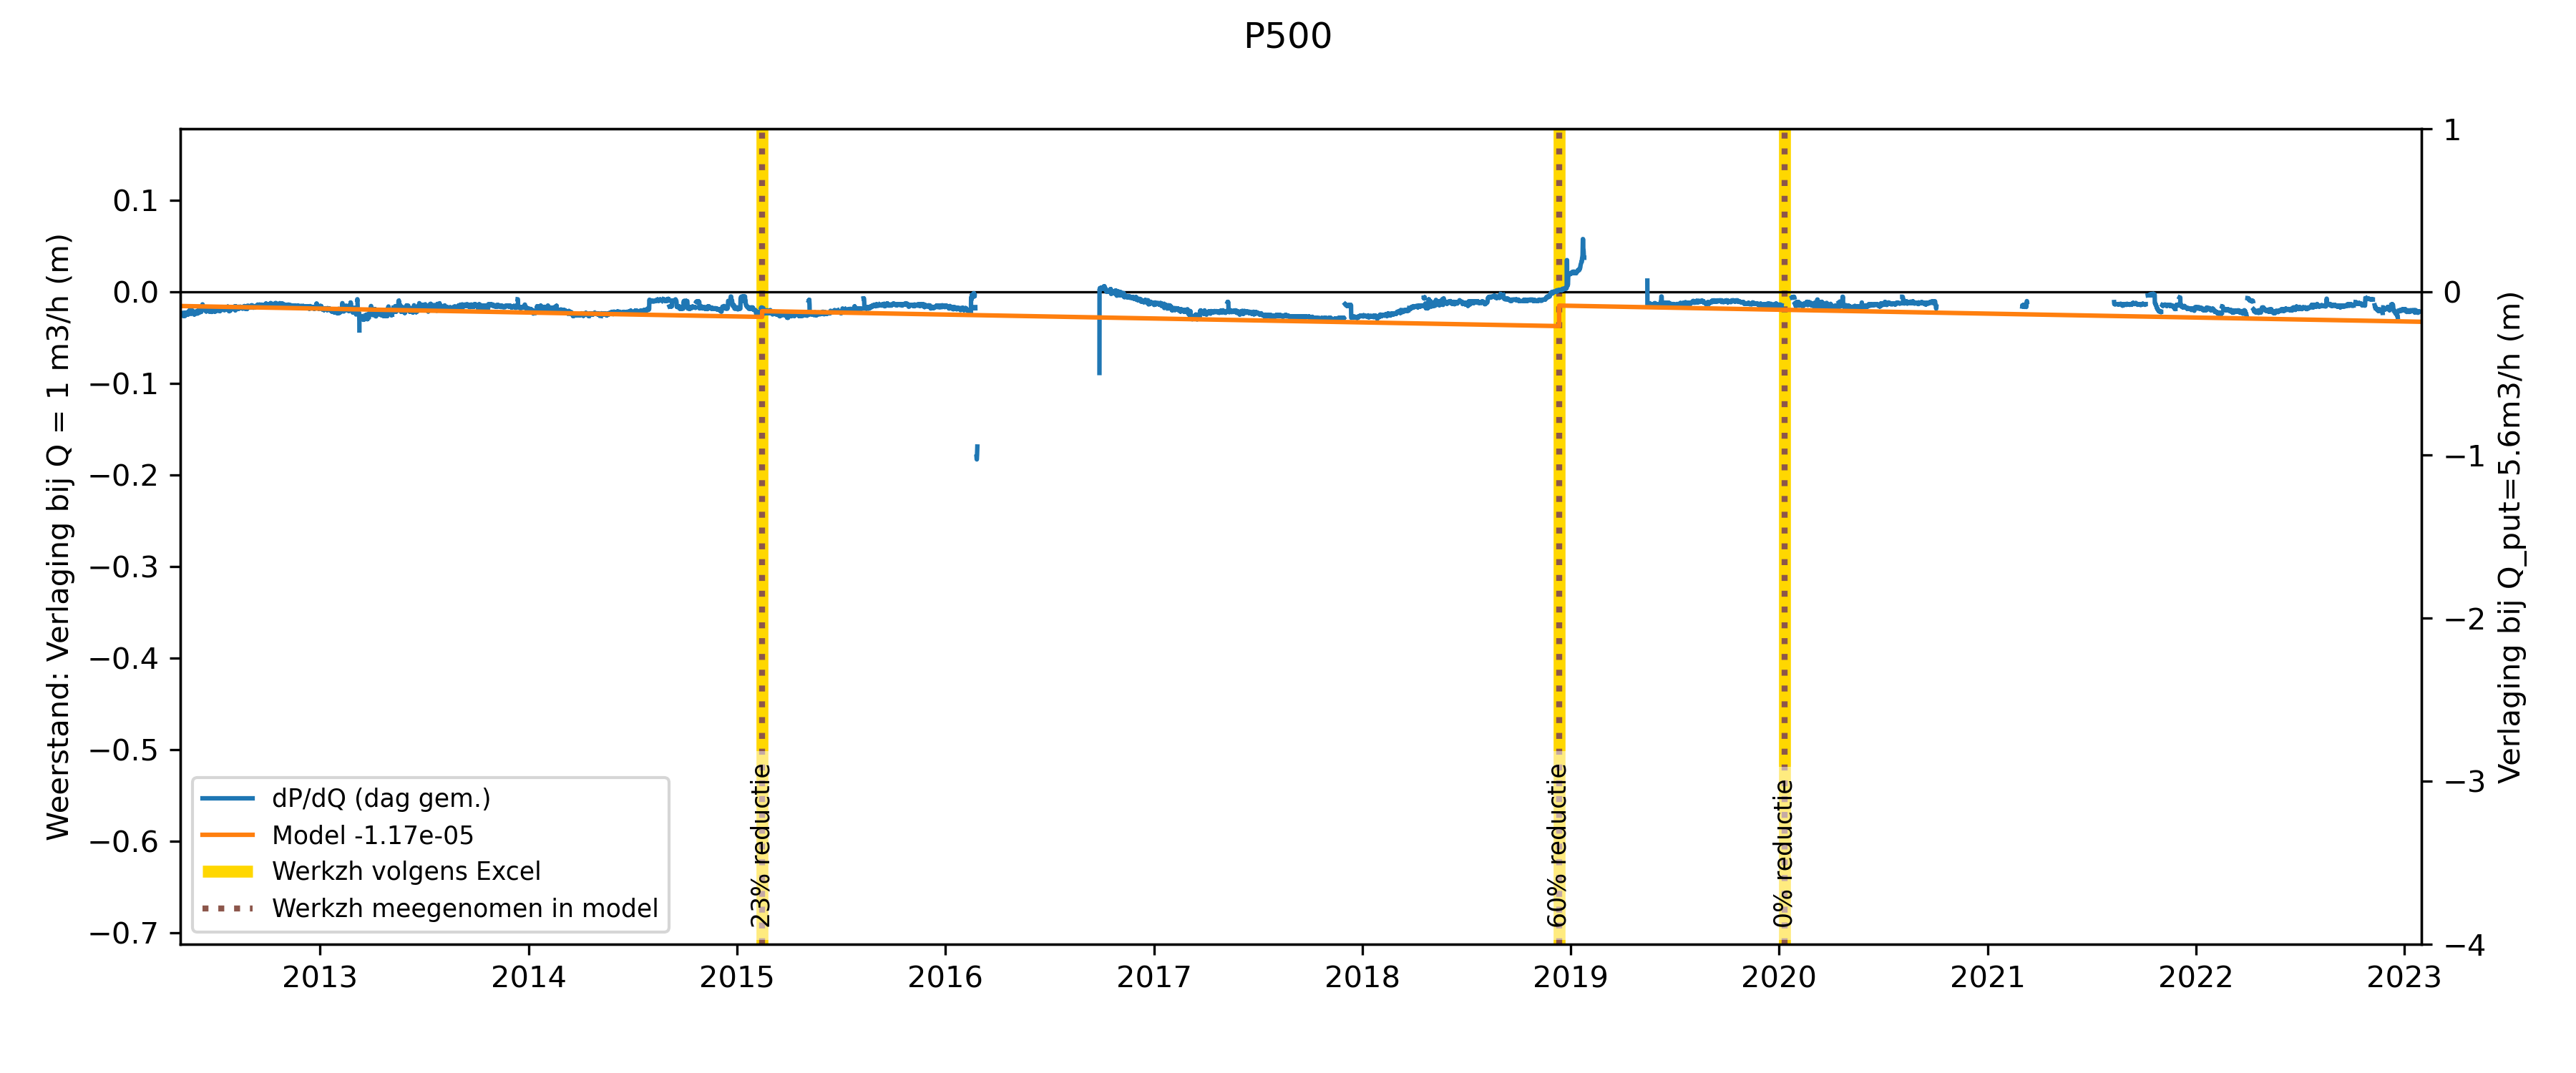 P500
Weerstand: Verlaging bij Q = 1 m3/h (m)
0.1
0.0
−0.1
−0.2
−0.3
−0.4
−0.5
−0.6
−0.7
1
0
−1
−2
−3
−4
Verlaging bij Q_put=5.6m3/h (m)
23% reductie
60% reductie
0% reductie
dP/dQ (dag gem.)
Model -1.17e-05
Werkzh volgens Excel
Werkzh meegenomen in model
2013 2014 2015 2016 2017 2018 2019 2020 2021 2022 2023